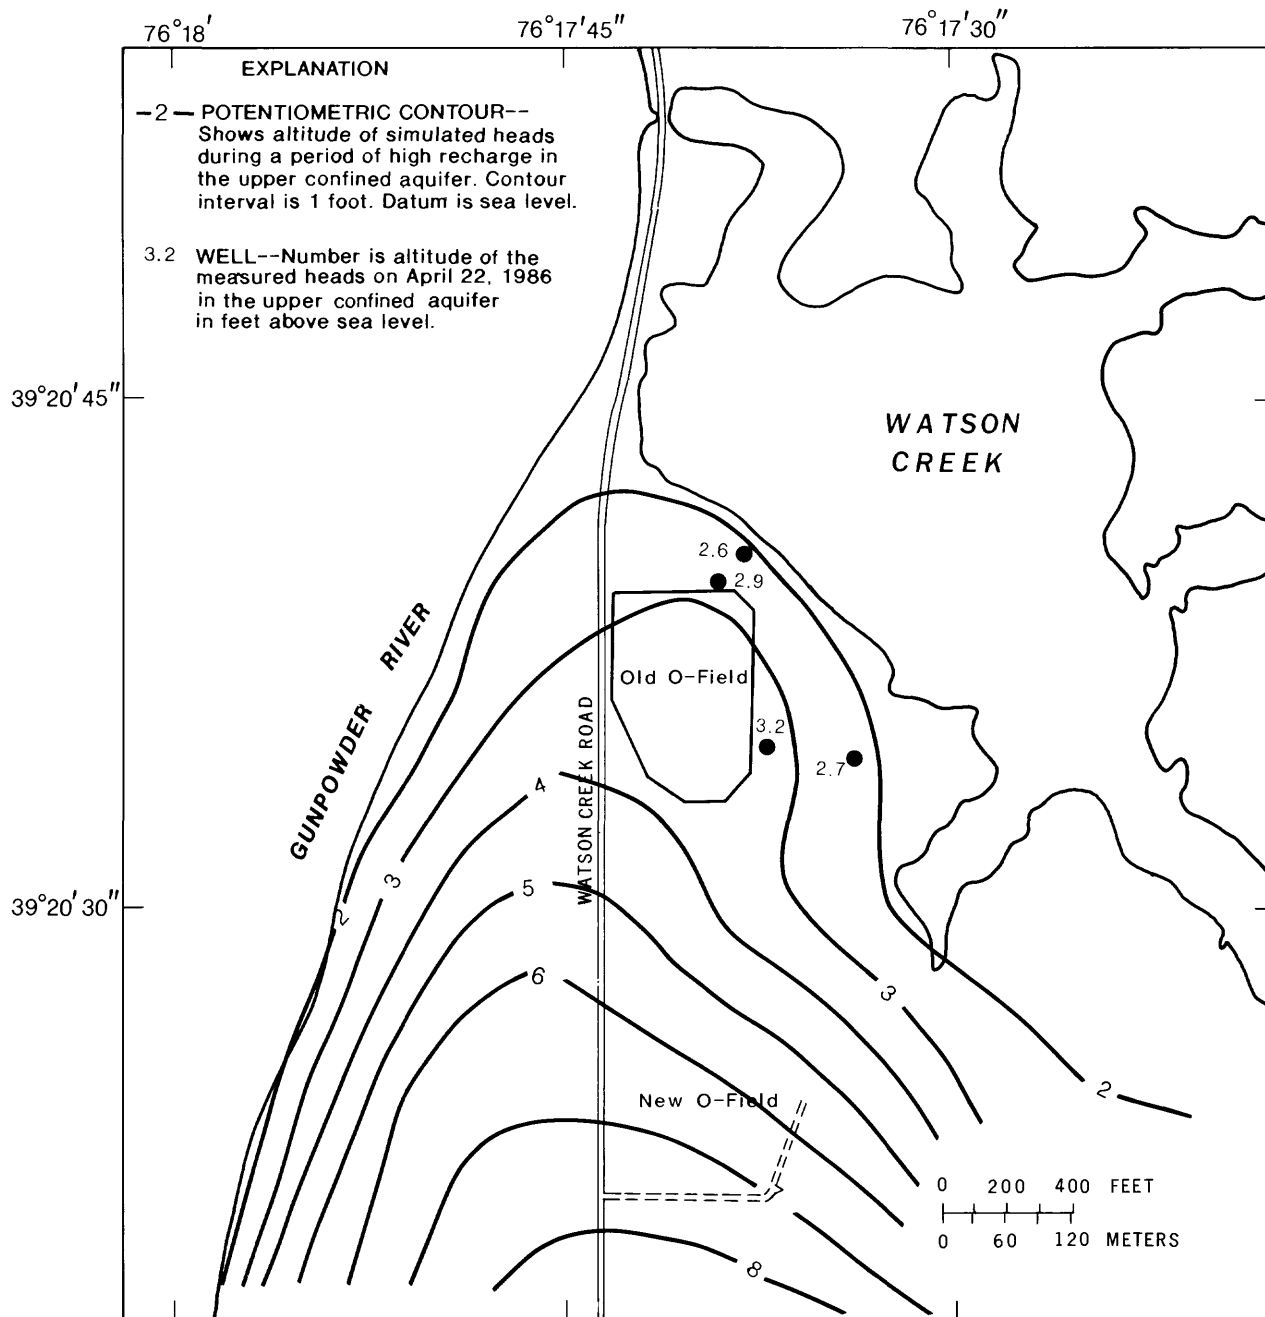 76°18' 76°17'45" 76°17'30"
EXPLANATION
—2— POTENTIOMETRIC CONTOUR--
Shows altitude of simulated heads
during a period of high recharge in
the upper confined aquifer. Contour
interval is 1 foot. Datum is sea level.
3.2 WELL--Number is altitude of the
measured heads on April 22, 1986
in the upper confined aquifer
in feet above sea level.
39°20'45"
WATSON
CREEK
2.6
2.9
GUNPOWDER RIVER
Old O-Field
WATSON CREEK ROAD
3.2
2.7
4
3
5
39°20'30"
2
6
3
New O-Field
2
7
8
0 200 400 FEET
0 60 120 METERS